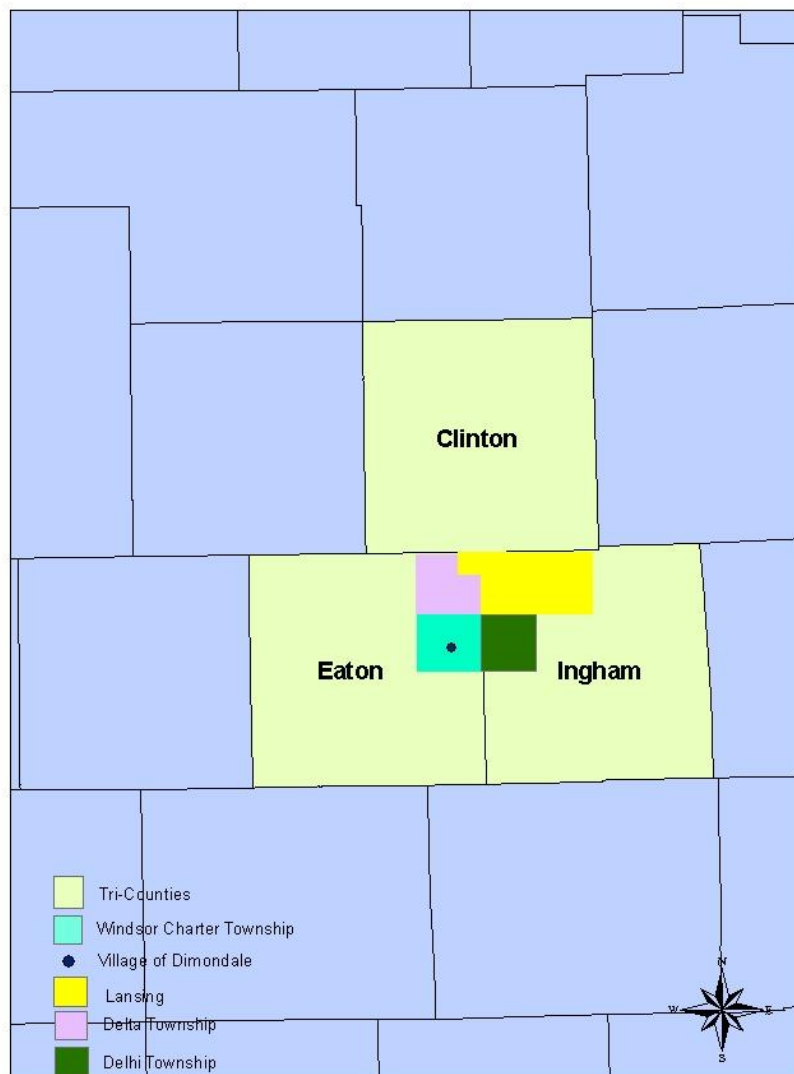 Clinton
Eaton
Ingham
Tri-Counties
Windsor Charter Township
Village of Dimondale
Lansing
Delta Township
Delhi Township
N
W
E
S